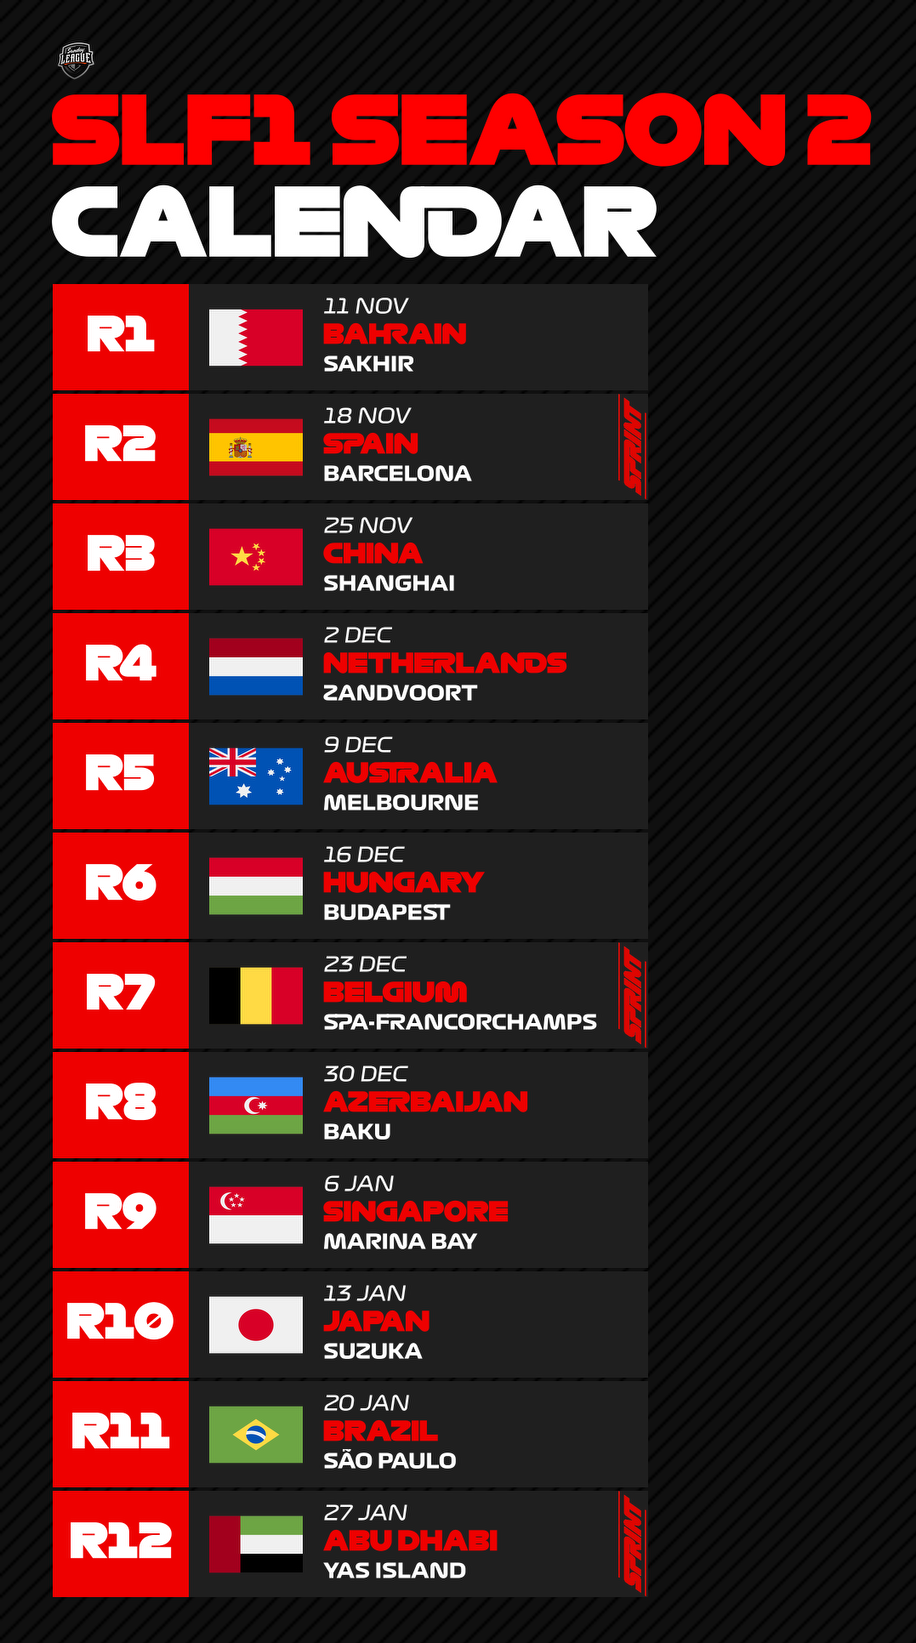 Sunday
LEAGUE
SLF1 SEASON 2
CALENDAR
R1
11 NOV
BAHRAIN
SAKHIR
R2
18 NOV
SPAIN
BARCELONA
SPRINT
R3
25 NOV
CHINA
SHANGHAI
R4
2 DEC
NETHERLANDS
ZANDVOORT
R5
9 DEC
AUSTRALIA
MELBOURNE
R6
16 DEC
HUNGARY
BUDAPEST
R7
23 DEC
BELGIUM
SPA-FRANCORCHAMPS
SPRINT
R8
30 DEC
AZERBAIJAN
BAKU
R9
6 JAN
SINGAPORE
MARINA BAY
R10
13 JAN
JAPAN
SUZUKA
R11
20 JAN
BRAZIL
SÃO PAULO
R12
27 JAN
ABU DHABI
YAS ISLAND
SPRINT